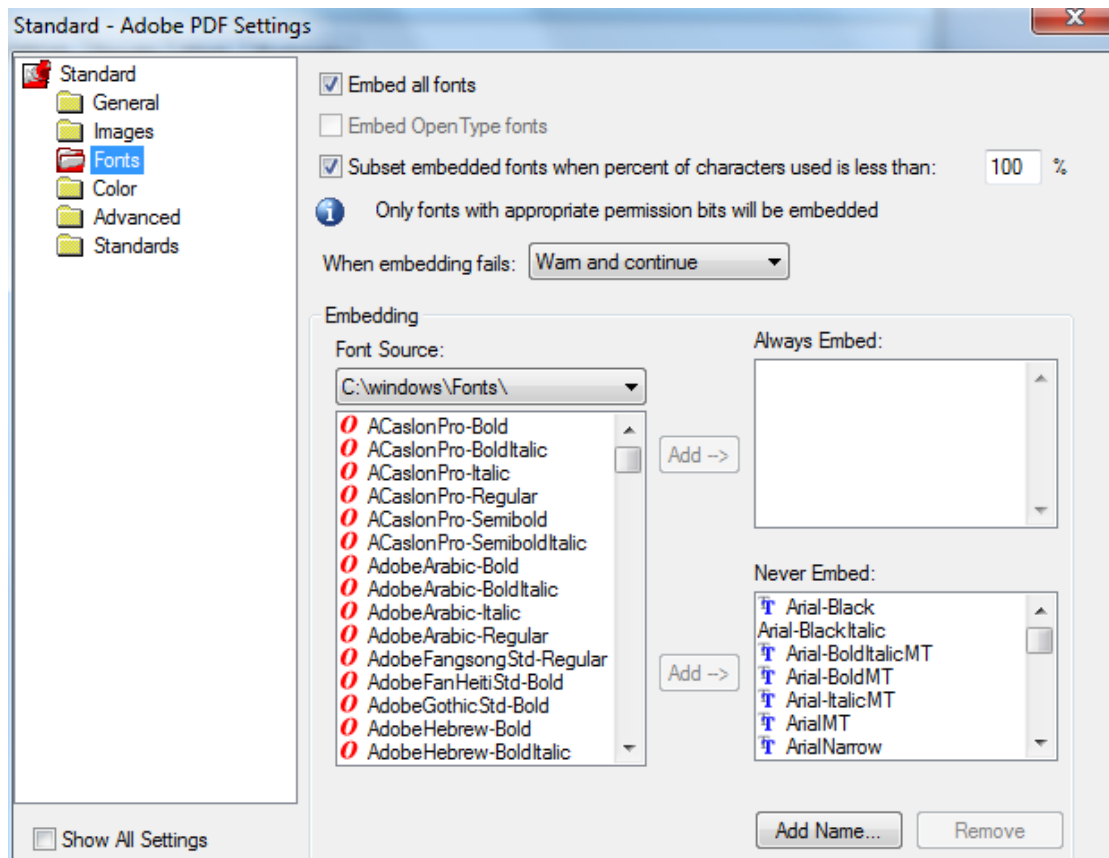 Standard - Adobe PDF Settings
Standard
General
Images
Fonts
Color
Advanced
Standards
Show All Settings
Embed all fonts
Embed OpenType fonts
Subset embedded fonts when percent of characters used is less than: 100 %
Only fonts with appropriate permission bits will be embedded
When embedding fails: Warn and continue
Embedding
Font Source:
C:\windows\Fonts\
ACaslonPro-Bold
ACaslonPro-BoldItalic
ACaslonPro-Italic
ACaslonPro-Regular
ACaslonPro-Semibold
ACaslonPro-SemiboldItalic
AdobeArabic-Bold
AdobeArabic-BoldItalic
AdobeArabic-Italic
AdobeArabic-Regular
AdobeFangsongStd-Regular
AdobeFanHeitiStd-Bold
AdobeGothicStd-Bold
AdobeHebrew-Bold
AdobeHebrew-BoldItalic
Add -->
Add -->
Always Embed:
Never Embed:
Arial-Black
Arial-BlackItalic
Arial-BoldItalicMT
Arial-BoldMT
Arial-ItalicMT
ArialMT
ArialNarrow
Add Name... Remove